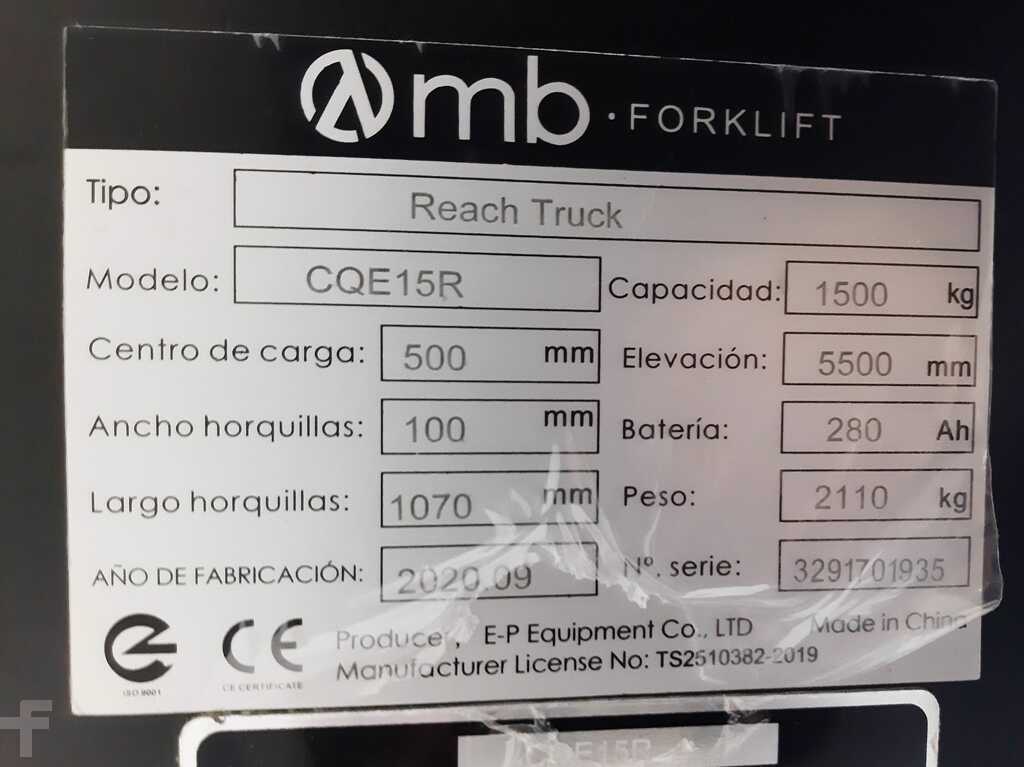 mb · FORKLIFT
Tipo: Reach Truck
Modelo: CQE15R Capacidad: 1500 kg
Centro de carga: 500 mm Elevación: 5500 mm
Ancho horquillas: 100 mm Batería: 280 Ah
Largo horquillas: 1070 mm Peso: 2110 kg
AÑO DE FABRICACIÓN: 2020.09 Nº. serie: 3291701935
Produce, E-P Equipment Co., LTD Made in China
Manufacturer License No: TS2510382-2019
ISO 9001
CE
CE CERTIFICATE
CQE15R
f